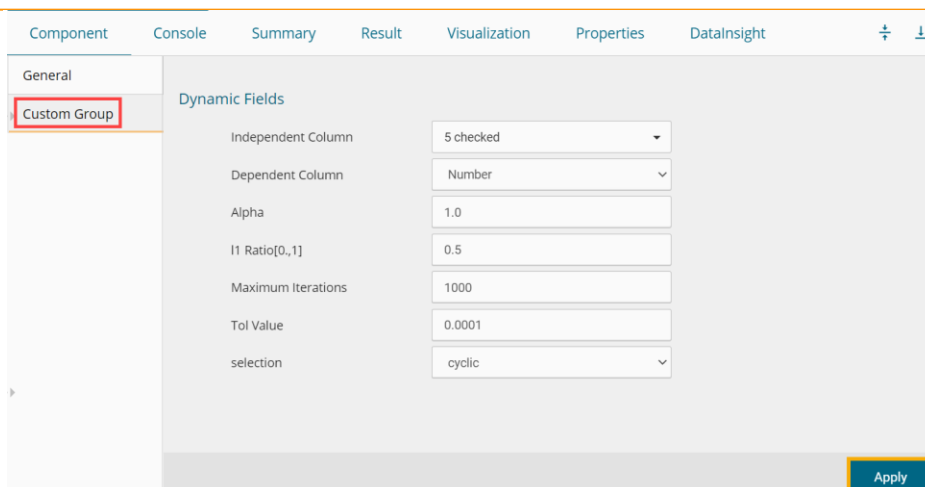 Component Console Summary Result Visualization Properties DataInsight
General
Custom Group
Dynamic Fields
Independent Column 5 checked
Dependent Column Number
Alpha 1.0
l1 Ratio[0.,1] 0.5
Maximum Iterations 1000
Tol Value 0.0001
selection cyclic
Apply